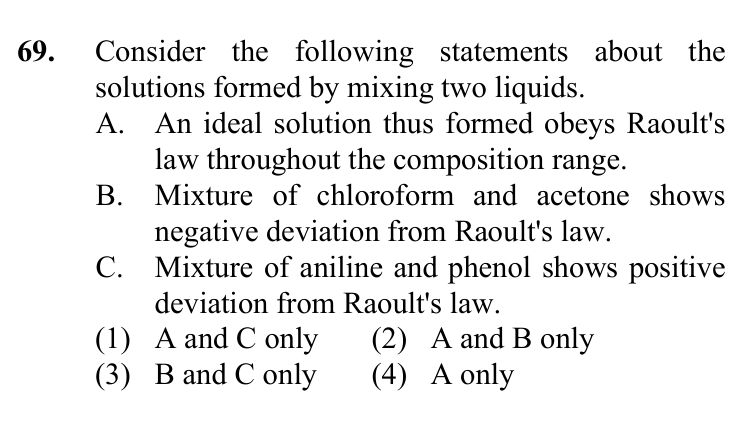 69. Consider the following statements about the
solutions formed by mixing two liquids.
A. An ideal solution thus formed obeys Raoult's
law throughout the composition range.
B. Mixture of chloroform and acetone shows
negative deviation from Raoult's law.
C. Mixture of aniline and phenol shows positive
deviation from Raoult's law.
(1) A and C only (2) A and B only
(3) B and C only (4) A only